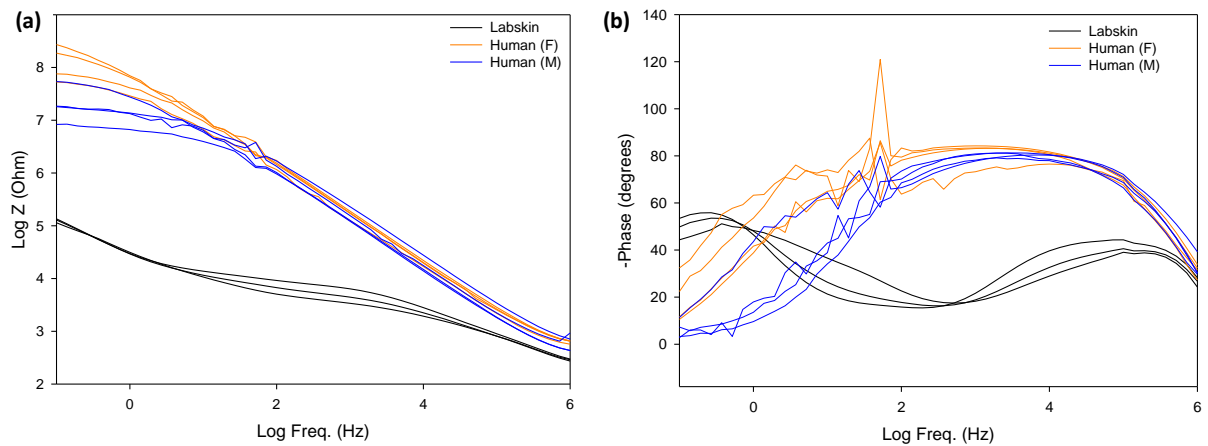 (a)
Labskin
Human (F)
Human (M)
8
7
6
5
4
3
2
Log Z (Ohm)
0
2
4
6
Log Freq. (Hz)
(b)
Labskin
Human (F)
Human (M)
140
120
100
80
60
40
20
0
-Phase (degrees)
0
2
4
6
Log Freq. (Hz)